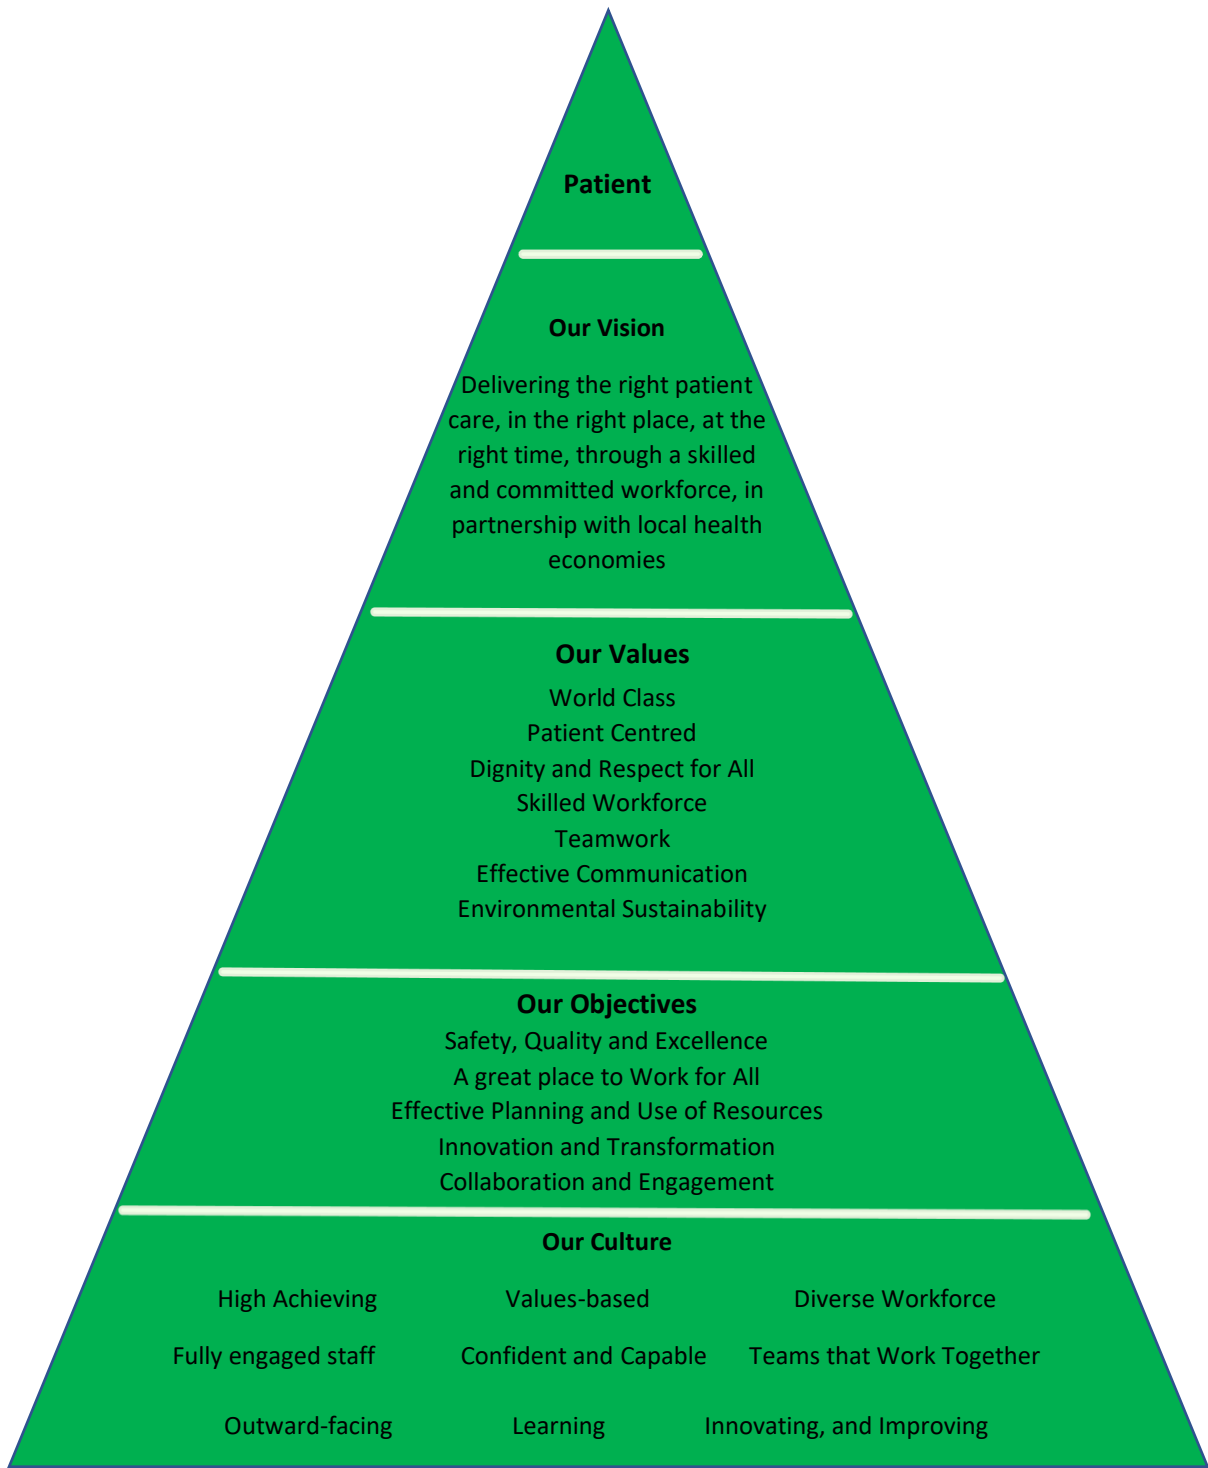 Patient
Our Vision
Delivering the right patient
care, in the right place, at the
right time, through a skilled
and committed workforce, in
partnership with local health
economies
Our Values
World Class
Patient Centred
Dignity and Respect for All
Skilled Workforce
Teamwork
Effective Communication
Environmental Sustainability
Our Objectives
Safety, Quality and Excellence
A great place to Work for All
Effective Planning and Use of Resources
Innovation and Transformation
Collaboration and Engagement
Our Culture
High Achieving Values-based Diverse Workforce
Fully engaged staff Confident and Capable Teams that Work Together
Outward-facing Learning Innovating, and Improving